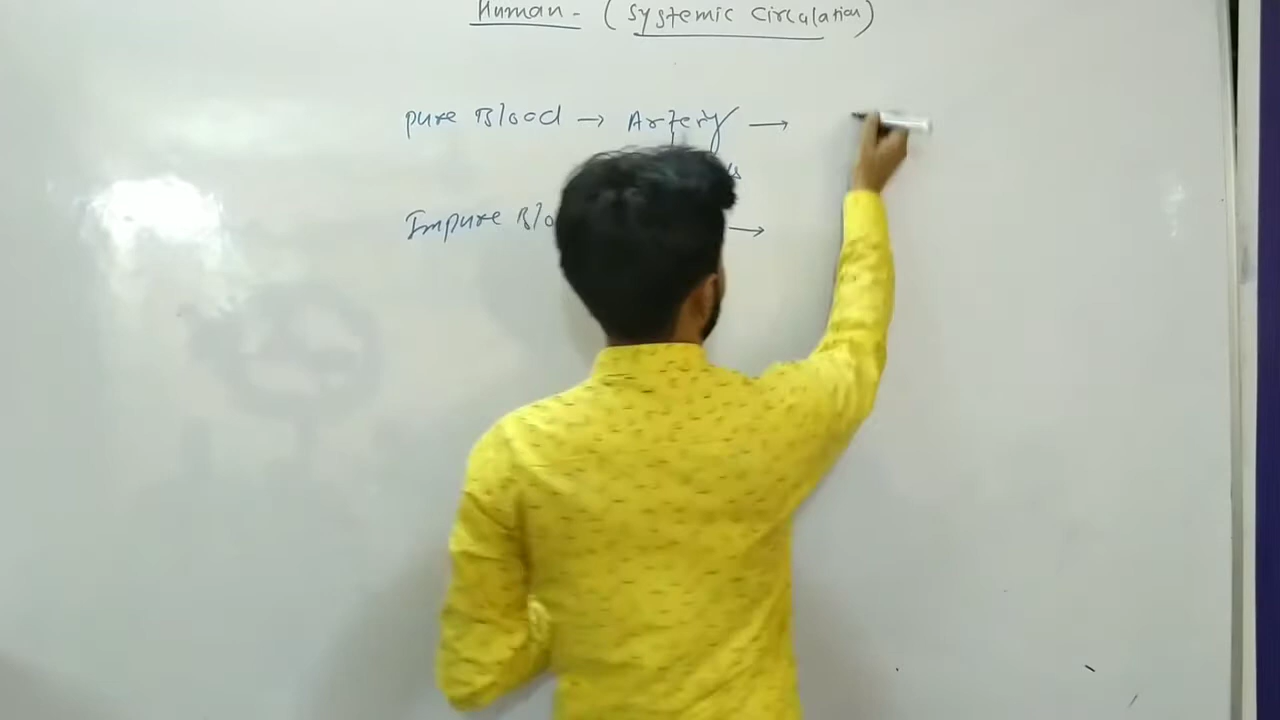 Human - (Systemic Circulation)
pure Blood → Artery →
Impure Blo →